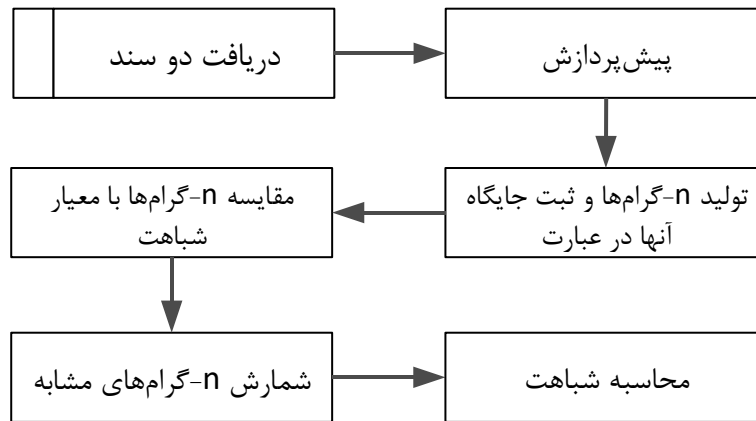 دریافت دو سند
پیش‌پردازش
تولید n-گرام‌ها و ثبت جایگاه
آنها در عبارت
مقایسه n-گرام‌ها با معیار
شباهت
شمارش n-گرام‌های مشابه
محاسبه شباهت